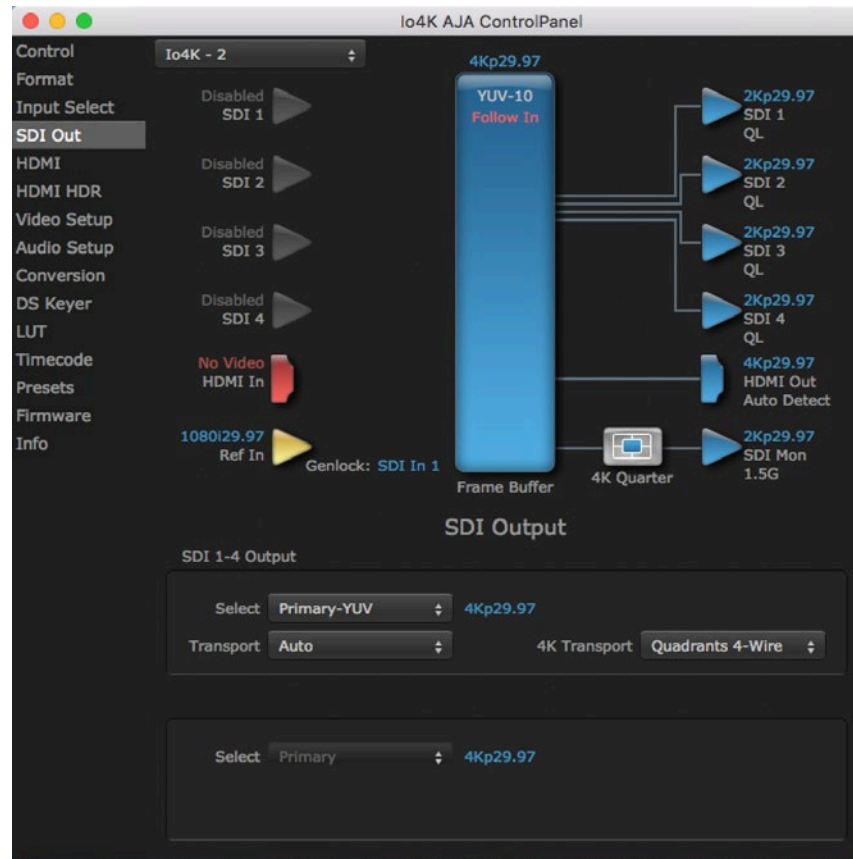 Io4K AJA ControlPanel
Control
Format
Input Select
SDI Out
HDMI
HDMI HDR
Video Setup
Audio Setup
Conversion
DS Keyer
LUT
Timecode
Presets
Firmware
Info
Io4K - 2
Disabled
SDI 1
Disabled
SDI 2
Disabled
SDI 3
Disabled
SDI 4
No Video
HDMI In
1080i29.97
Ref In
Genlock: SDI In 1
4Kp29.97
YUV-10
Follow In
Frame Buffer
4K Quarter
2Kp29.97
SDI 1
QL
2Kp29.97
SDI 2
QL
2Kp29.97
SDI 3
QL
2Kp29.97
SDI 4
QL
4Kp29.97
HDMI Out
Auto Detect
2Kp29.97
SDI Mon
1.5G
SDI Output
SDI 1-4 Output
Select Primary-YUV 4Kp29.97
Transport Auto 4K Transport Quadrants 4-Wire
Select Primary 4Kp29.97